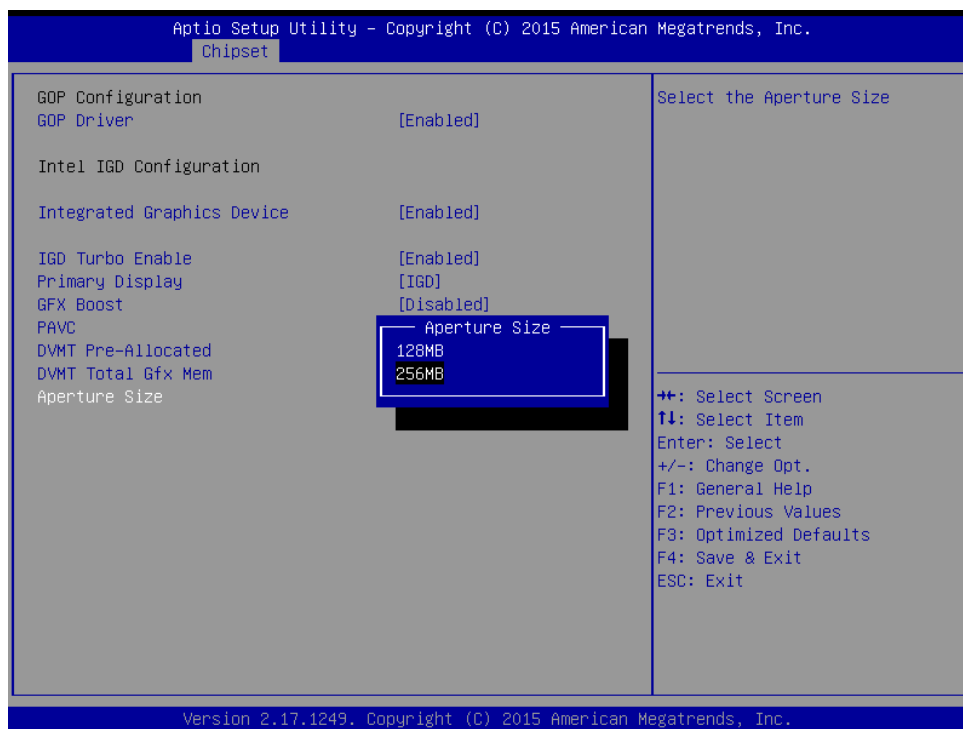 Aptio Setup Utility – Copyright (C) 2015 American Megatrends, Inc.
Chipset
GOP Configuration
GOP Driver [Enabled]
Intel IGD Configuration
Integrated Graphics Device [Enabled]
IGD Turbo Enable [Enabled]
Primary Display [IGD]
GFX Boost [Disabled]
PAVC
DVMT Pre-Allocated
DVMT Total Gfx Mem
Aperture Size
Aperture Size
128MB
256MB
Select the Aperture Size
→←: Select Screen
↑↓: Select Item
Enter: Select
+/-: Change Opt.
F1: General Help
F2: Previous Values
F3: Optimized Defaults
F4: Save & Exit
ESC: Exit
Version 2.17.1249. Copyright (C) 2015 American Megatrends, Inc.